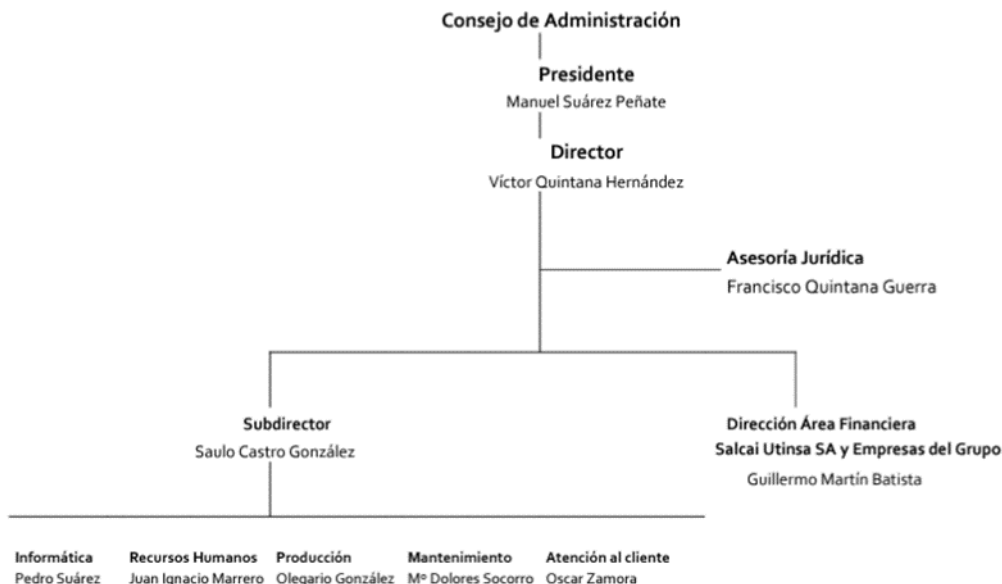 Consejo de Administración
Presidente
Manuel Suárez Peñate
Director
Víctor Quintana Hernández
Asesoría Jurídica
Francisco Quintana Guerra
Subdirector
Saulo Castro González
Dirección Área Financiera
Salcai Utinsa SA y Empresas del Grupo
Guillermo Martín Batista
Informática
Pedro Suárez
Recursos Humanos
Juan Ignacio Marrero
Producción
Olegario González
Mantenimiento
Mº Dolores Socorro
Atención al cliente
Oscar Zamora